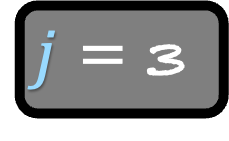 j = 3